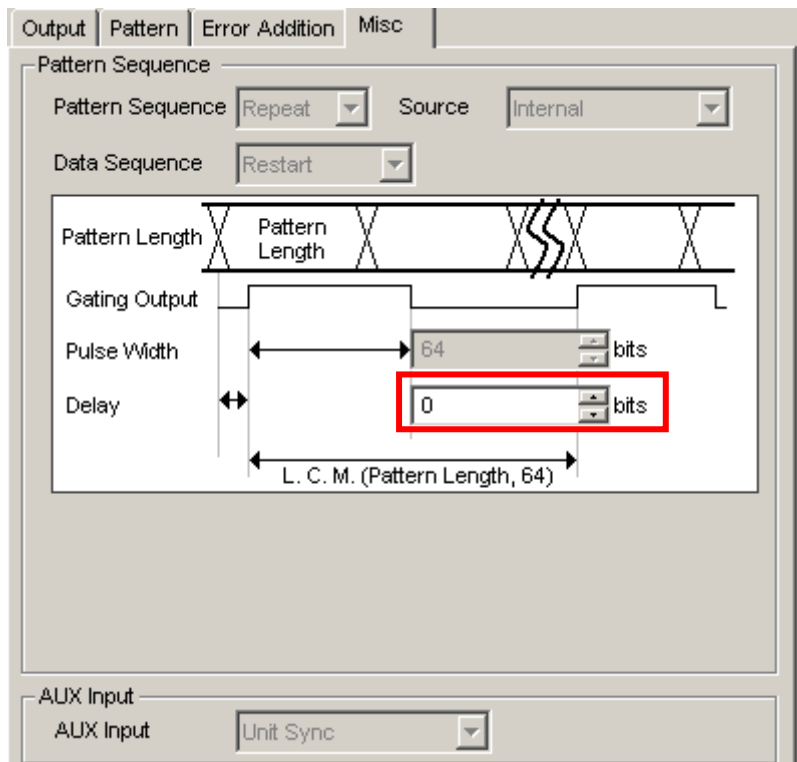 Output Pattern Error Addition Misc
Pattern Sequence
Pattern Sequence Repeat Source Internal
Data Sequence Restart
Pattern Length Pattern Length
Gating Output
Pulse Width 64 bits
Delay 0 bits
L. C. M. (Pattern Length, 64)
AUX Input
AUX Input Unit Sync